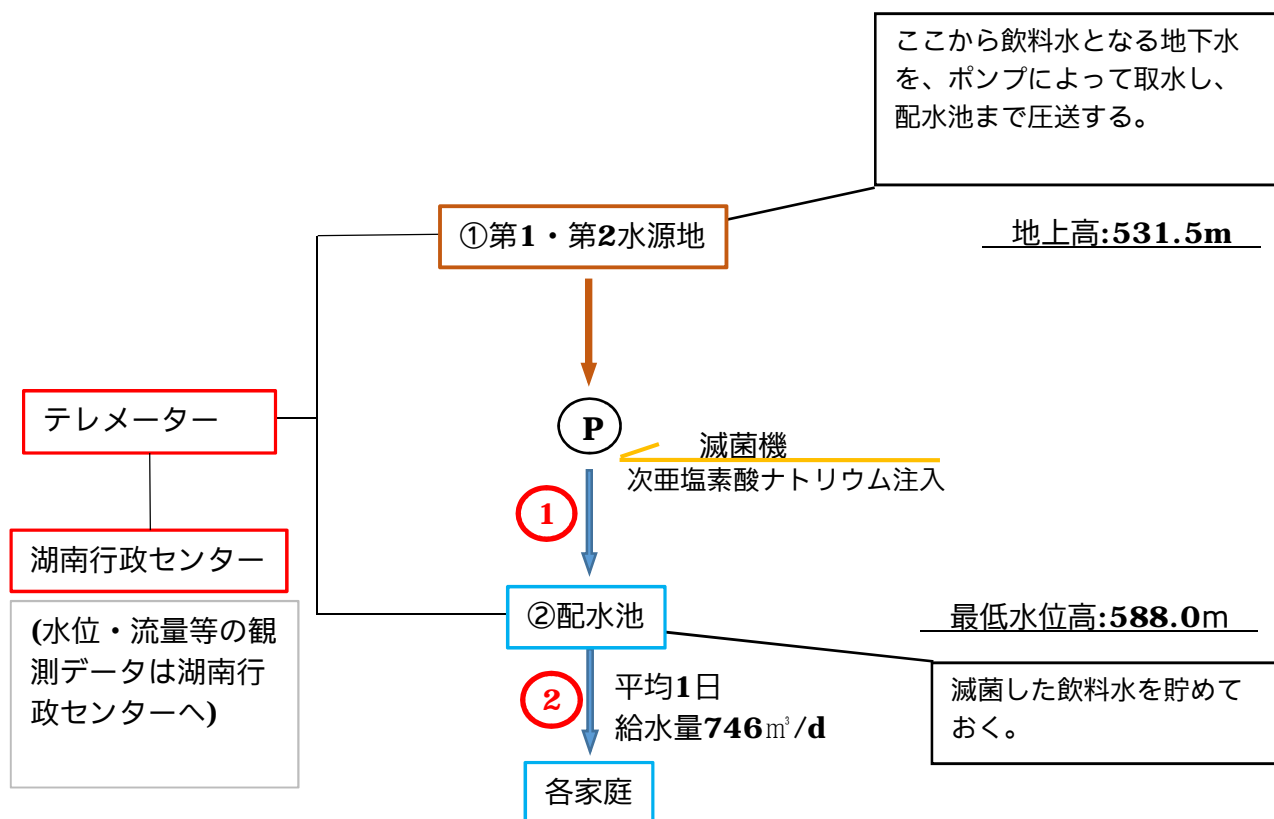 ここから飲料水となる地下水
を、ポンプによって取水し、
配水池まで圧送する。
①第1・第2水源地
地上高:531.5m
テレメーター
P
滅菌機
次亜塩素酸ナトリウム注入
1
湖南行政センター
(水位・流量等の観
測データは湖南行
政センターへ)
②配水池
最低水位高:588.0m
滅菌した飲料水を貯めて
おく。
2
平均1日
給水量746㎥/d
各家庭